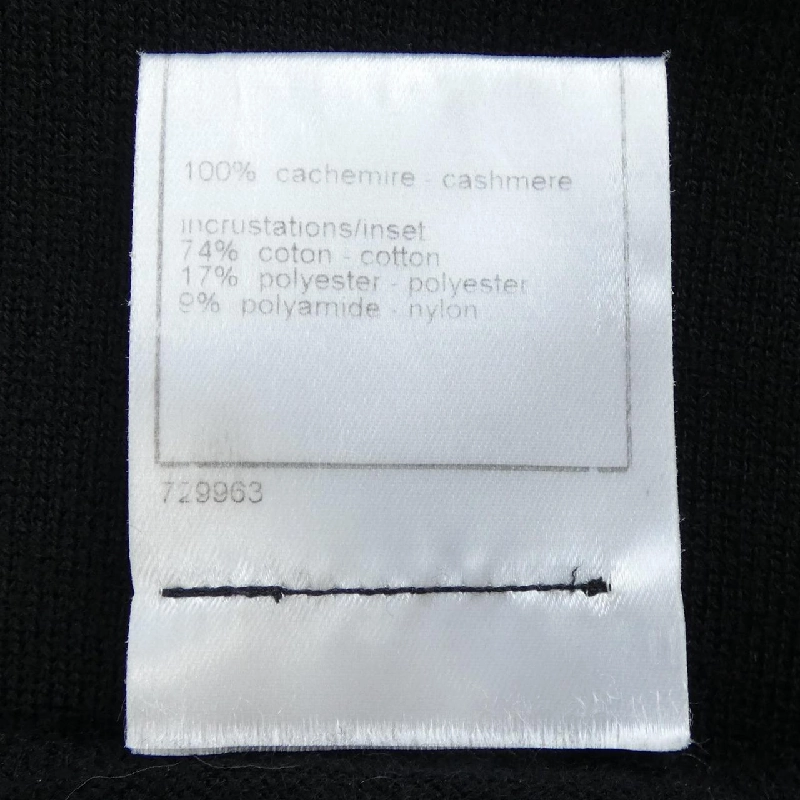 100% cachemire - cashmere
incrustations/inset
74% coton - cotton
17% polyester - polyester
9% polyamide - nylon
729963